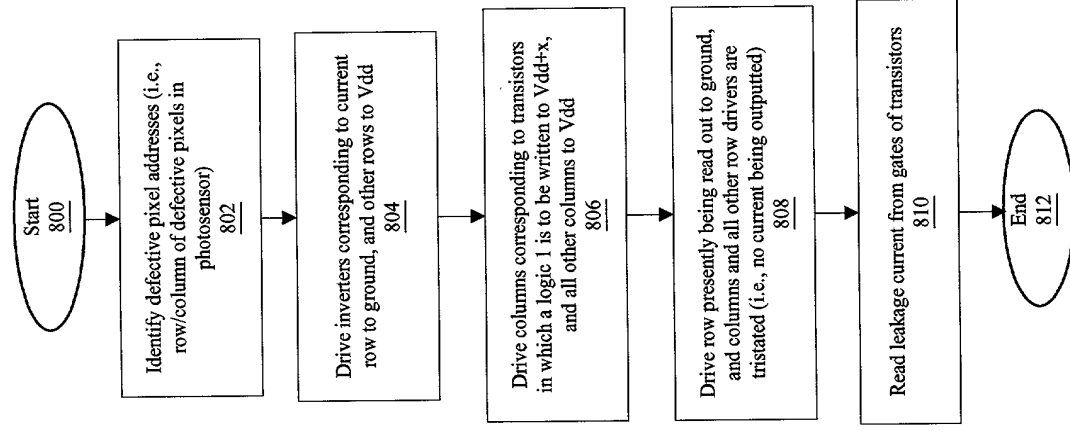 Start
800
Identify defective pixel addresses (i.e.,
row/column of defective pixels in
photosensor)
802
Drive inverters corresponding to current
row to ground, and other rows to Vdd
804
Drive columns corresponding to transistors
in which a logic 1 is to be written to Vdd+x,
and all other columns to Vdd
806
Drive row presently being read out to ground,
and columns and all other row drivers are
tristated (i.e., no current being outputted)
808
Read leakage current from gates of transistors
810
End
812